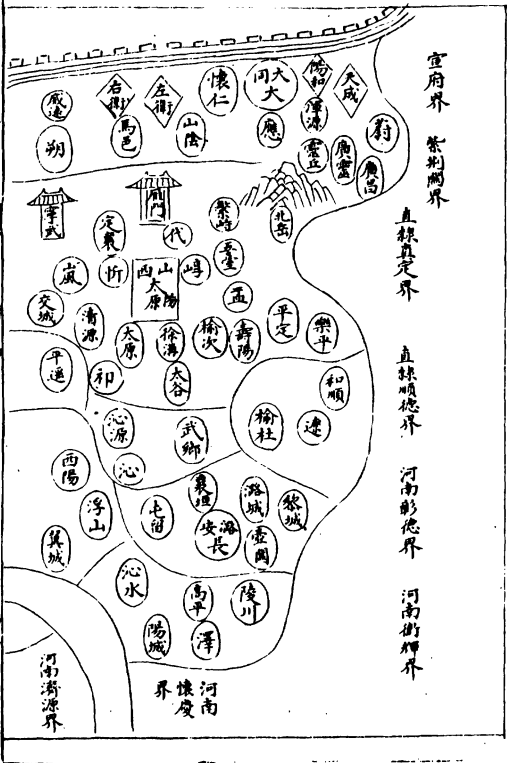 宣府界
紫荊關界
直隸真定界
直隸順德界
河南彰德界
河南衛輝界
河南懷慶界
河南濟源界
天成
陽和
大同
大
懷仁
左衛
右衛
威遠
蔚
渾源
應
山陰
馬邑
朔
廣昌
廣靈
靈丘
北岳
繁峙
鴈門
寧武
代
定襄
五臺
崞
山西
太原
陽
忻
嵐
盂
交城
清源
太原
徐溝
榆次
壽陽
平定
樂平
平遥
祁
太谷
和順
遼
榆社
武鄉
沁源
沁
黎城
潞城
襄垣
屯留
潞安
長
壺關
酉陽
浮山
翼城
沁水
高平
陵川
澤
陽城